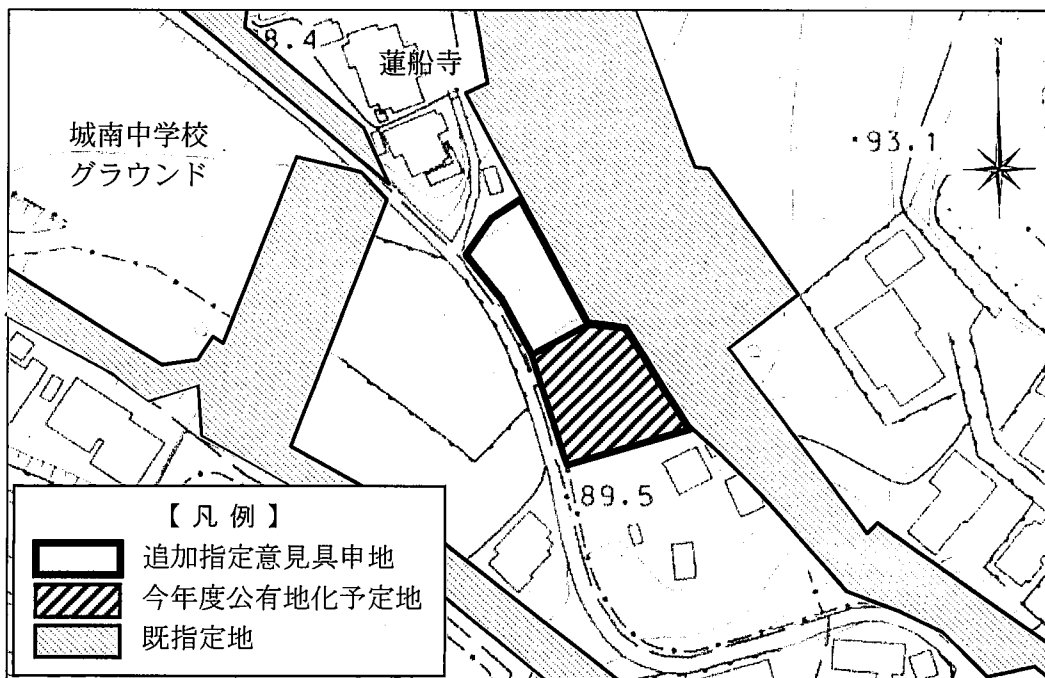 8.4
蓮船寺
城南中学校
グラウンド
93.1
89.5
【凡例】
追加指定意見具申地
今年度公有地化予定地
既指定地